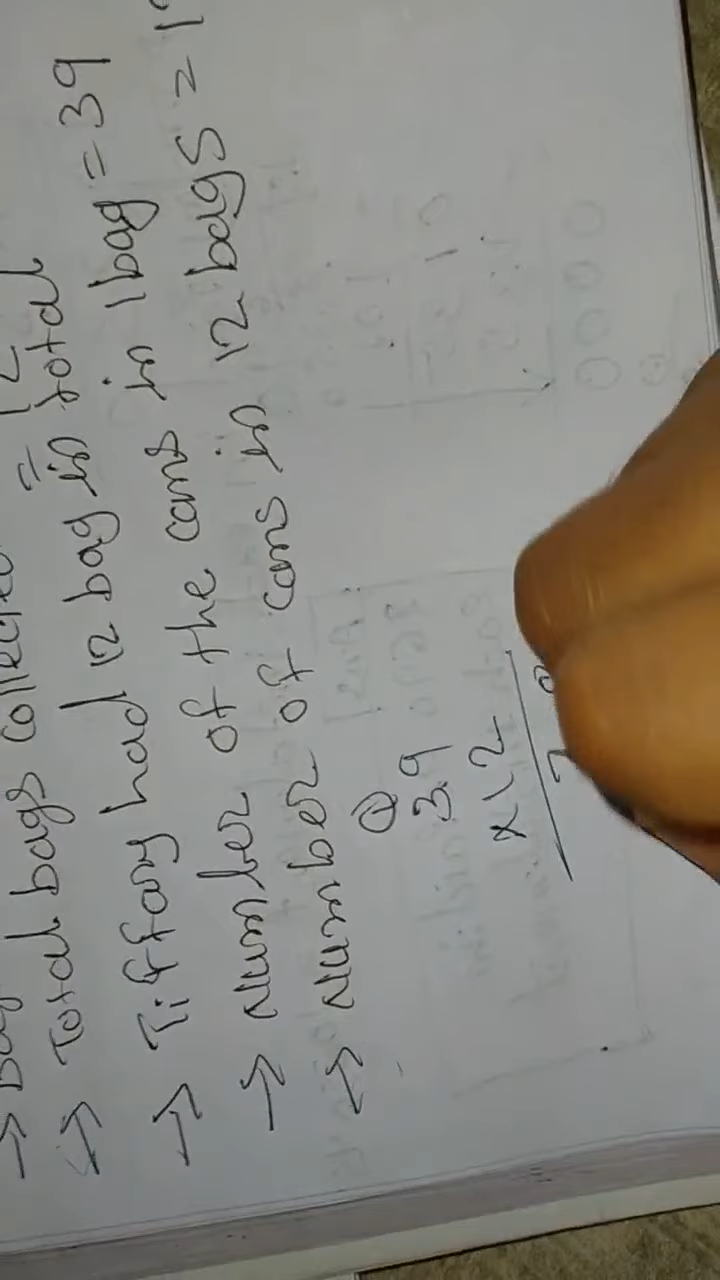 → Total bags collected = 12
→ Tiffany had 12 bag in total
→ Number of the cans in 1 bag = 39
→ Number of cans in 12 bags =
①
39
x12
7